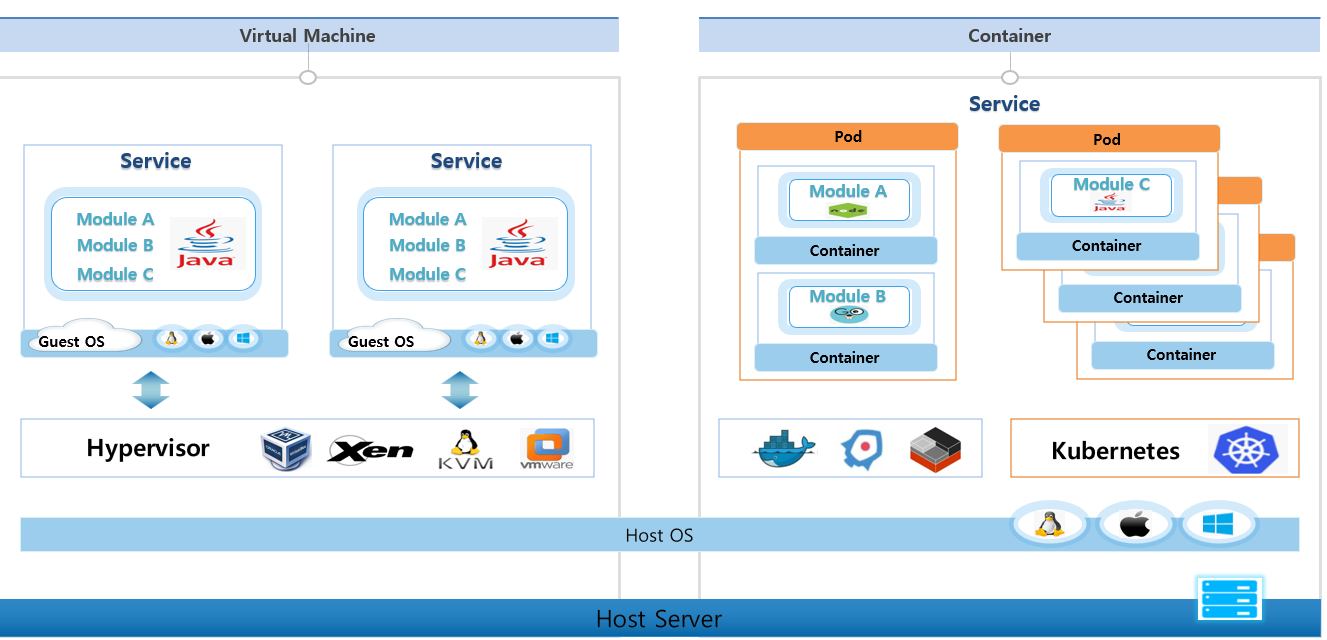 Virtual Machine
Service
Module A
Module B
Module C
Java
Guest OS
Service
Module A
Module B
Module C
Java
Guest OS
Hypervisor
Xen
KVM
vmware
Container
Service
Pod
Module A
node
Container
Module B
Container
Pod
Module C
Java
Container
Container
Container
Kubernetes
Host OS
Host Server